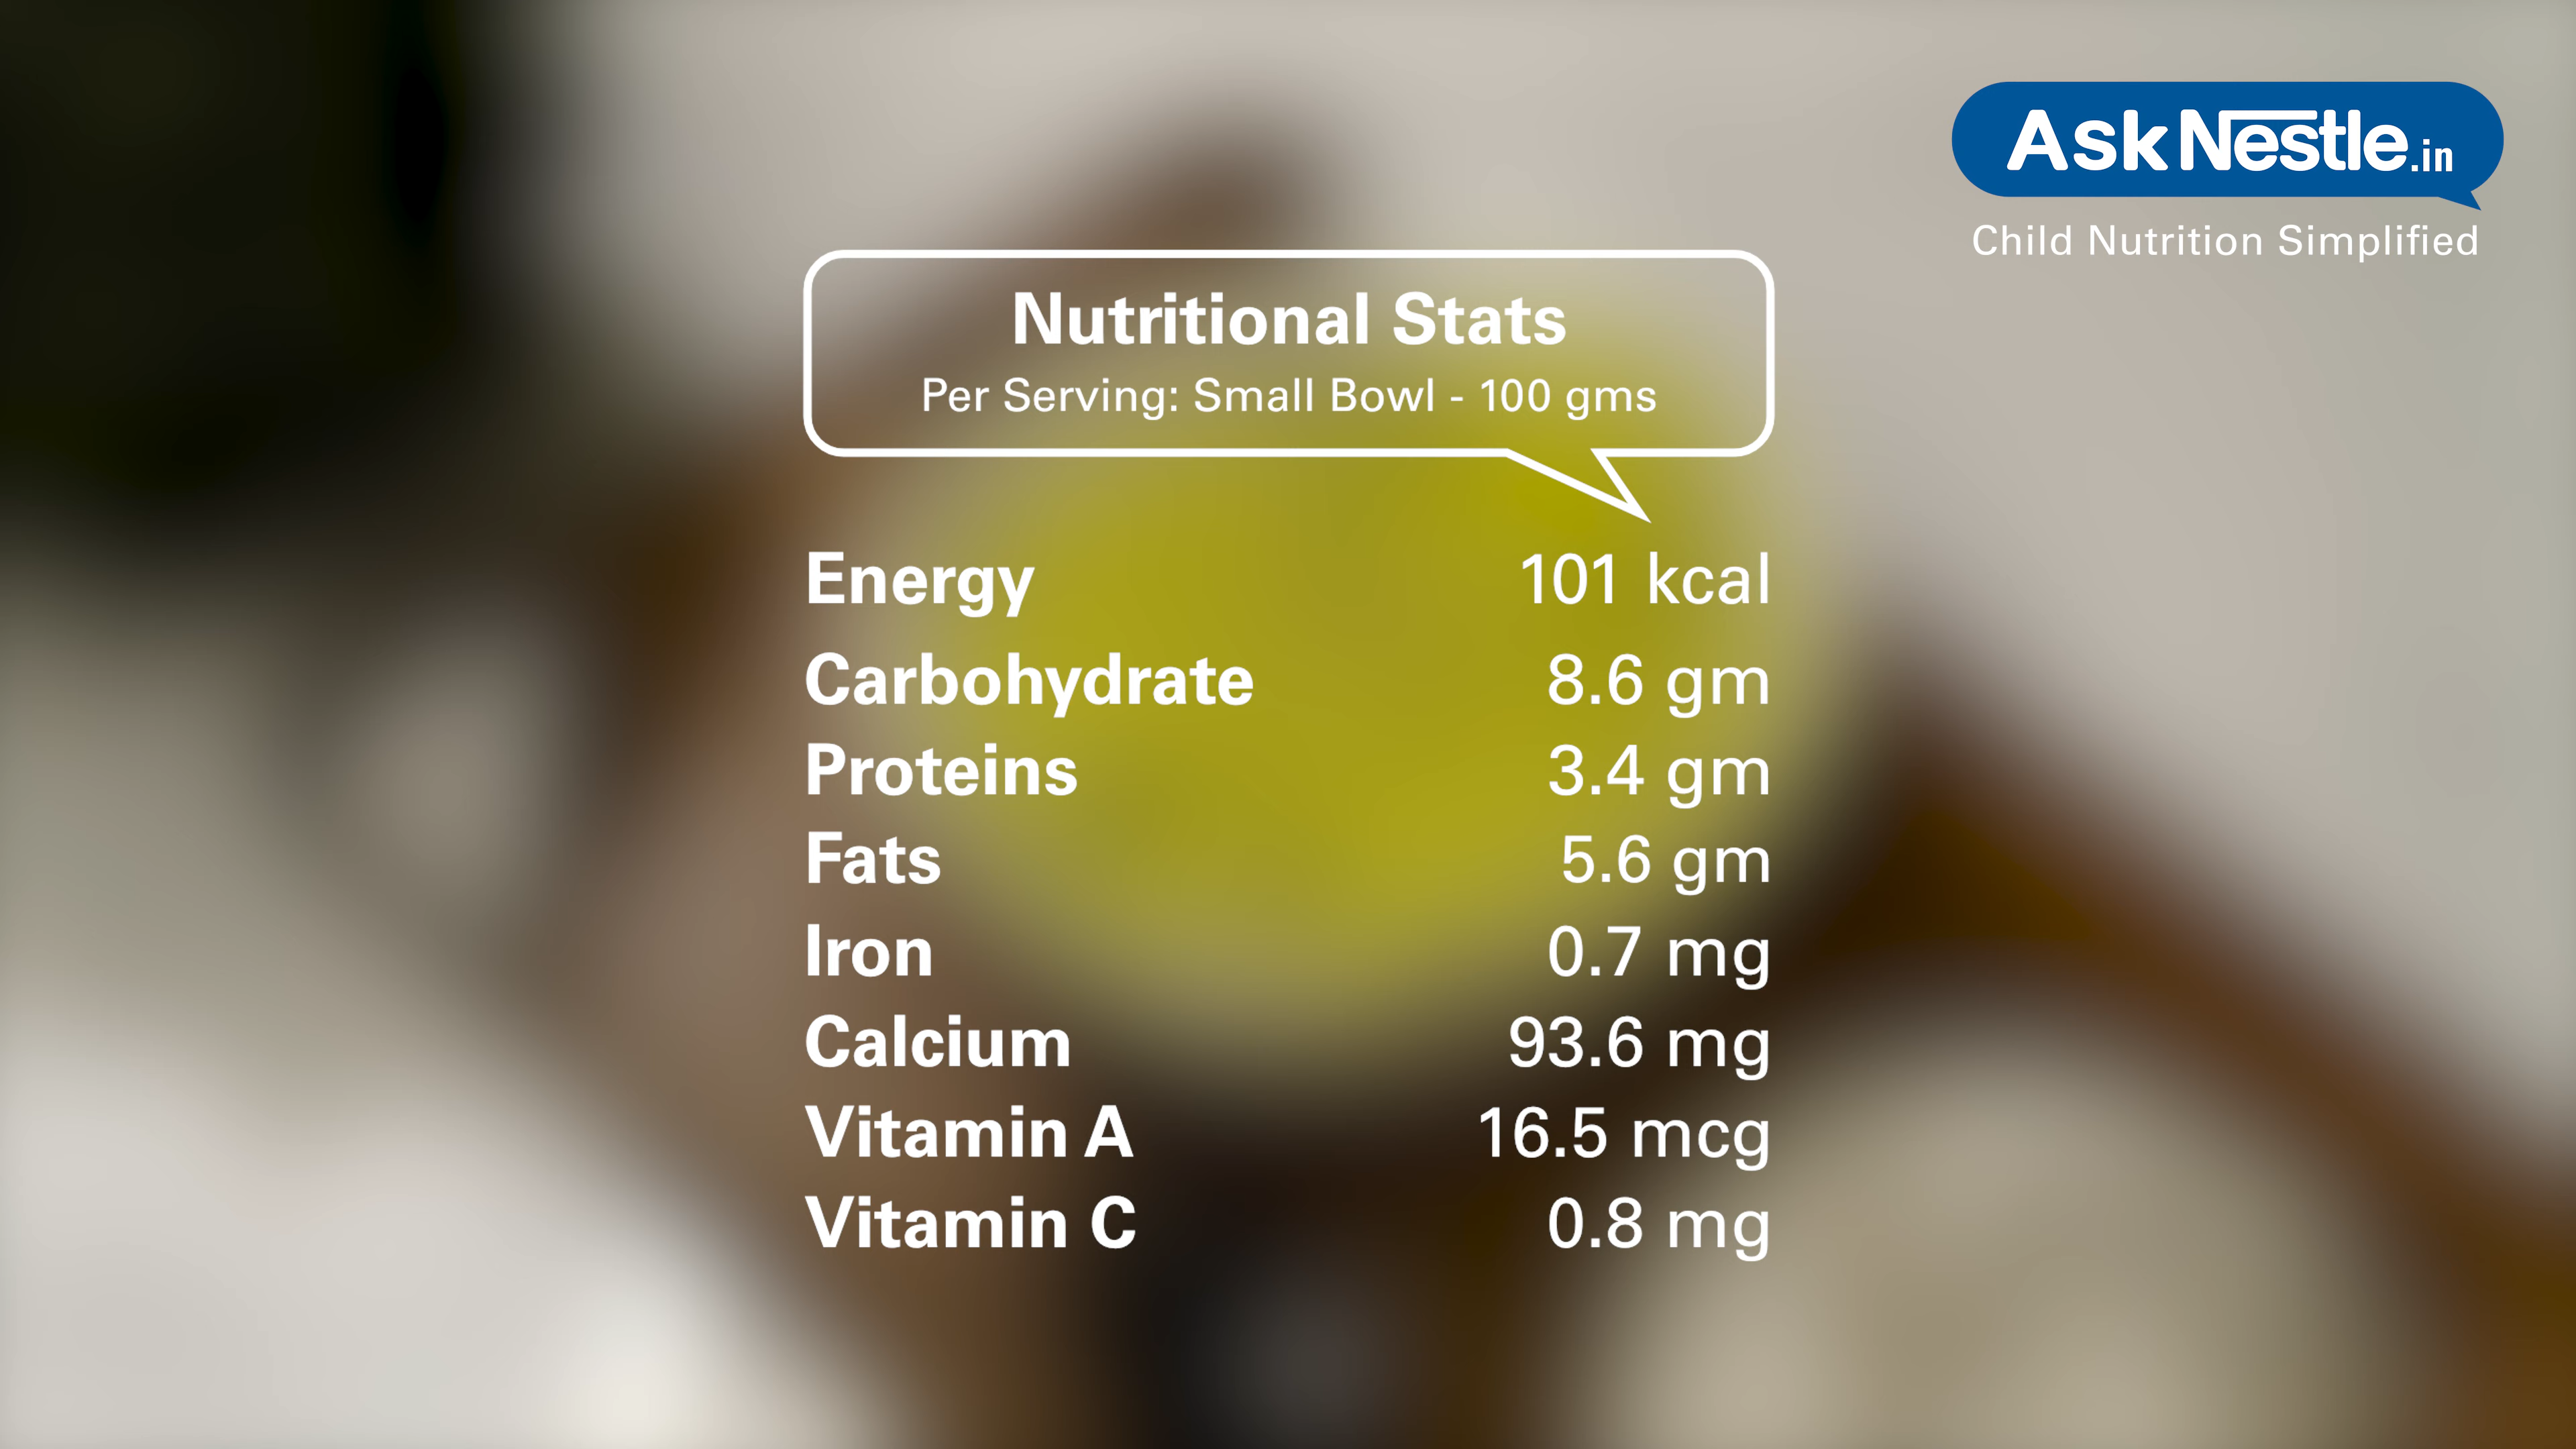 AskNestle.in
Child Nutrition Simplified
Nutritional Stats
Per Serving: Small Bowl - 100 gms
Energy 101 kcal
Carbohydrate 8.6 gm
Proteins 3.4 gm
Fats 5.6 gm
Iron 0.7 mg
Calcium 93.6 mg
Vitamin A 16.5 mcg
Vitamin C 0.8 mg